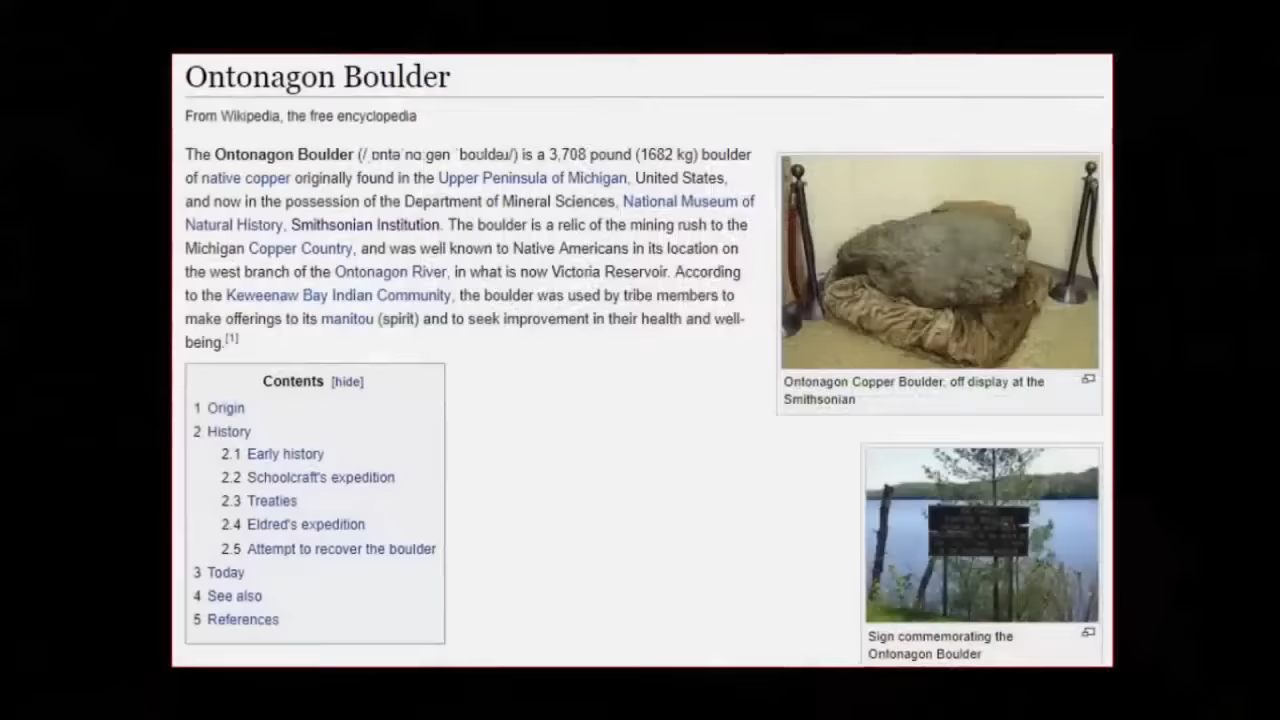 Ontonagon Boulder
From Wikipedia, the free encyclopedia
The Ontonagon Boulder (/ˌɒntəˈnɑːɡən ˈboʊldəɹ/) is a 3,708 pound (1682 kg) boulder
of native copper originally found in the Upper Peninsula of Michigan, United States,
and now in the possession of the Department of Mineral Sciences, National Museum of
Natural History, Smithsonian Institution. The boulder is a relic of the mining rush to the
Michigan Copper Country, and was well known to Native Americans in its location on
the west branch of the Ontonagon River, in what is now Victoria Reservoir. According
to the Keweenaw Bay Indian Community, the boulder was used by tribe members to
make offerings to its manitou (spirit) and to seek improvement in their health and well-
being.[1]
Contents [hide]
1 Origin
2 History
2.1 Early history
2.2 Schoolcraft's expedition
2.3 Treaties
2.4 Eldred's expedition
2.5 Attempt to recover the boulder
3 Today
4 See also
5 References
Ontonagon Copper Boulder, off display at the
Smithsonian
Sign commemorating the
Ontonagon Boulder